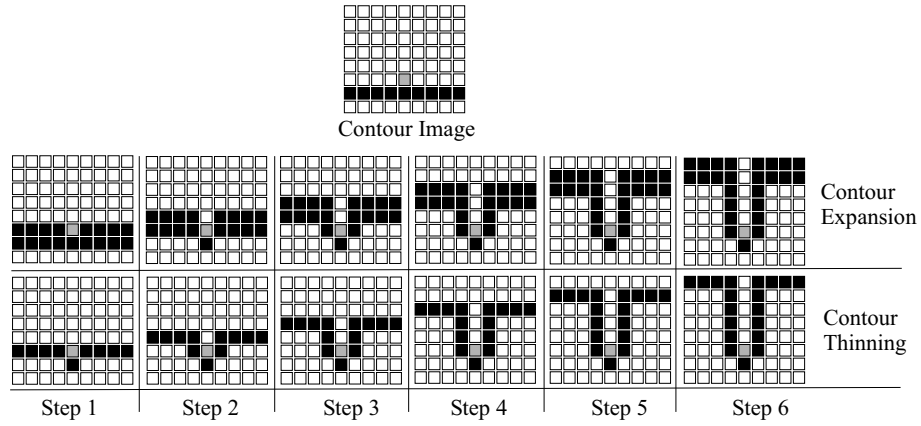 Contour Image
Contour
Expansion
Contour
Thinning
Step 1
Step 2
Step 3
Step 4
Step 5
Step 6